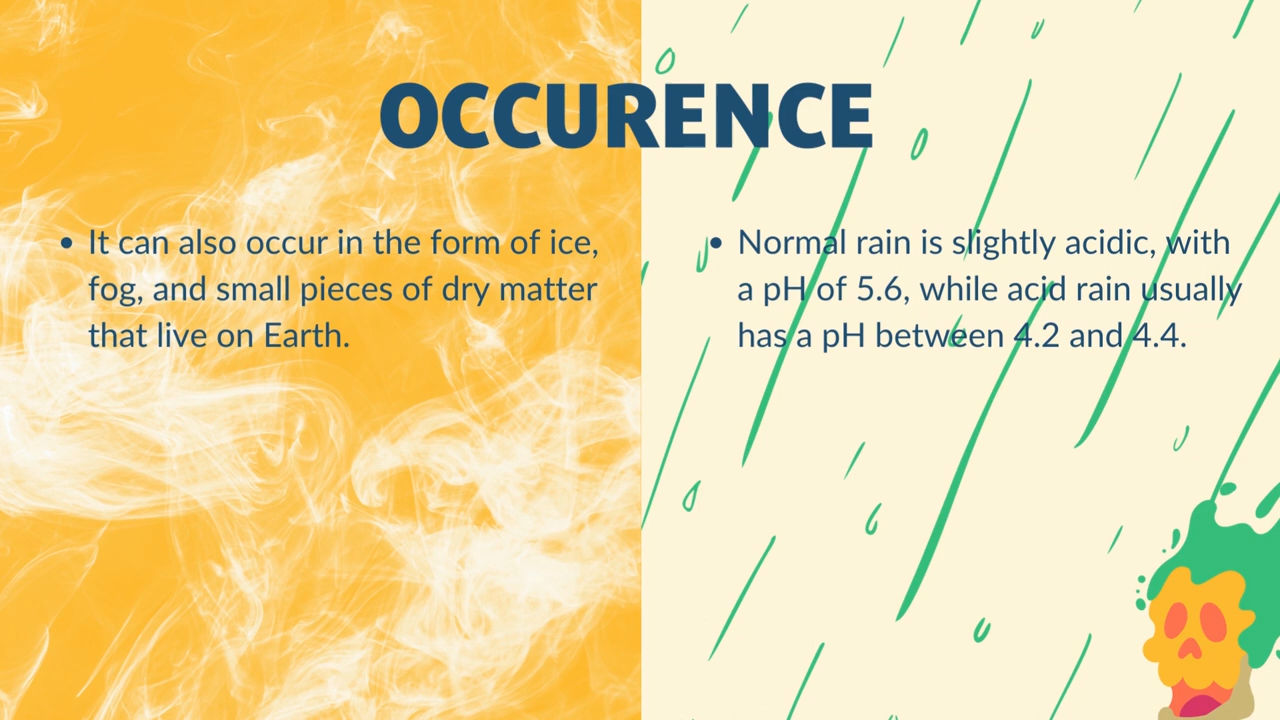 OCCURENCE
• It can also occur in the form of ice,
fog, and small pieces of dry matter
that live on Earth.
• Normal rain is slightly acidic, with
a pH of 5.6, while acid rain usually
has a pH between 4.2 and 4.4.